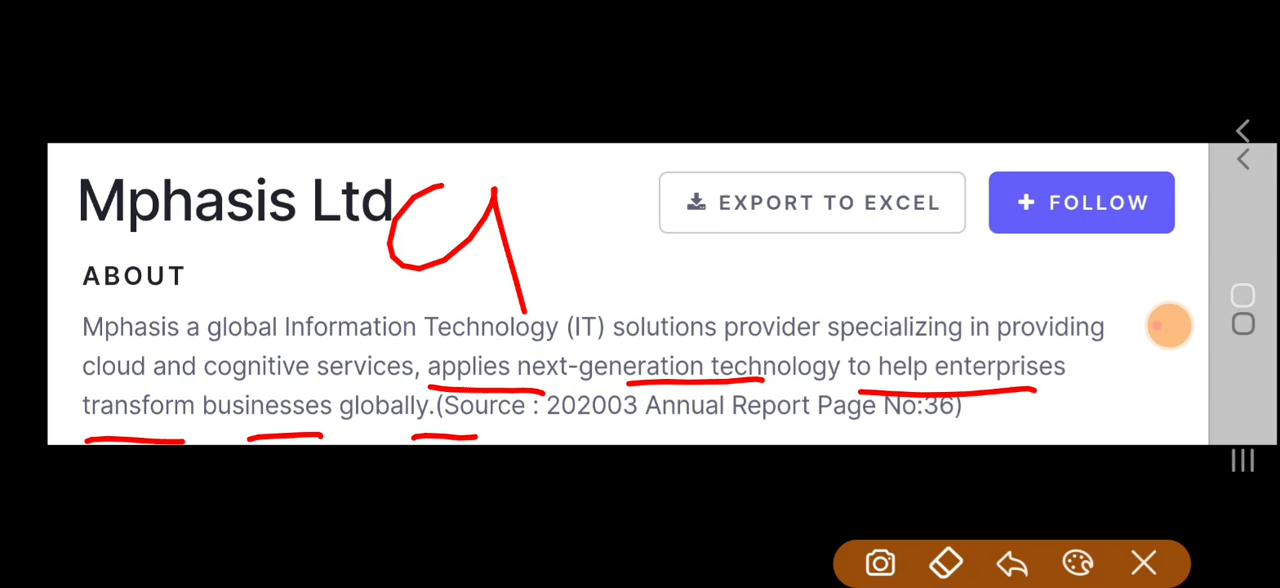 Mphasis Ltd
EXPORT TO EXCEL
FOLLOW
ABOUT
Mphasis a global Information Technology (IT) solutions provider specializing in providing
cloud and cognitive services, applies next-generation technology to help enterprises
transform businesses globally.(Source : 202003 Annual Report Page No:36)